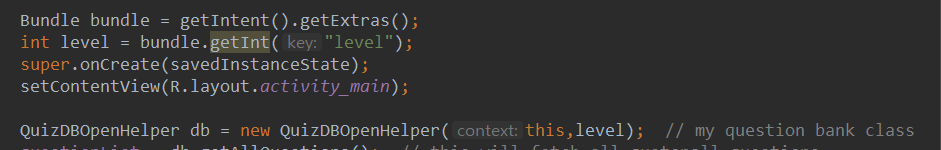 Bundle bundle = getIntent().getExtras();
int level = bundle.getInt( key: "level");
super.onCreate(savedInstanceState);
setContentView(R.layout.activity_main);
QuizDBOpenHelper db = new QuizDBOpenHelper( context: this,level);  // my question bank class